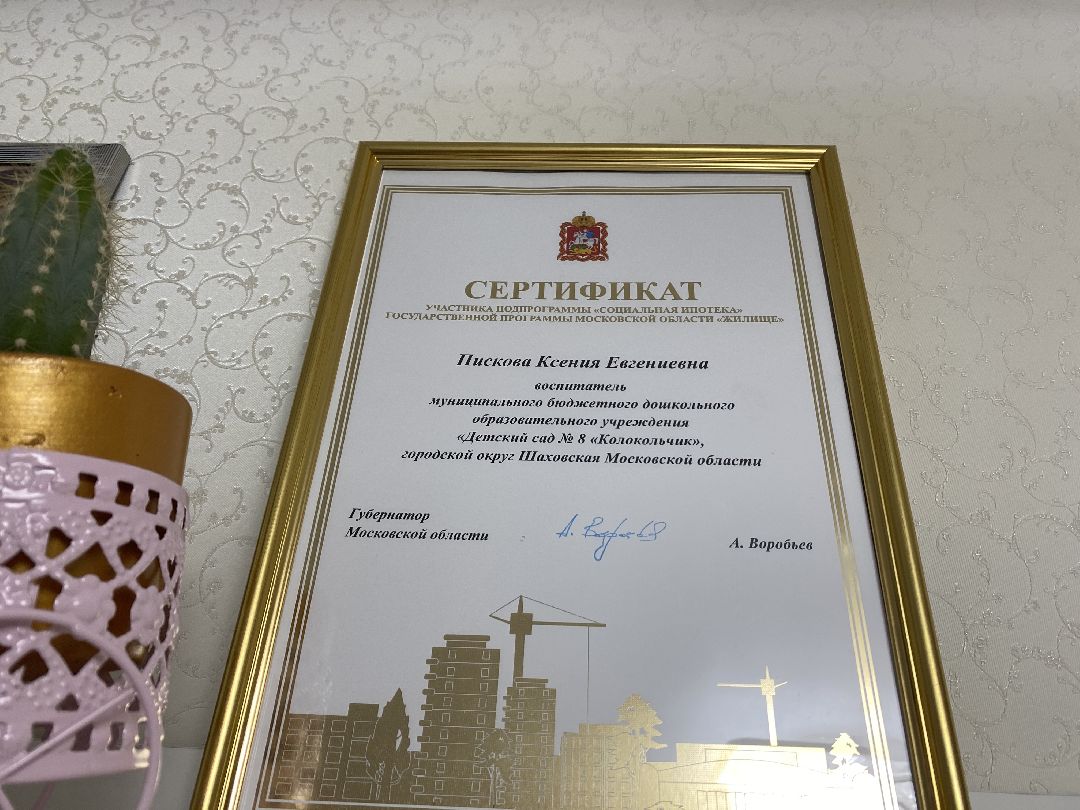 СЕРТИФИКАТ
УЧАСТНИКА ПОДПРОГРАММЫ «СОЦИАЛЬНАЯ ИПОТЕКА»
ГОСУДАРСТВЕННОЙ ПРОГРАММЫ МОСКОВСКОЙ ОБЛАСТИ «ЖИЛИЩЕ»
Пискова Ксения Евгениевна
воспитатель
муниципального бюджетного дошкольного
образовательного учреждения
«Детский сад № 8 «Колокольчик»,
городской округ Шаховская Московской области
Губернатор
Московской области
А. Воробьев
А. Воробьев